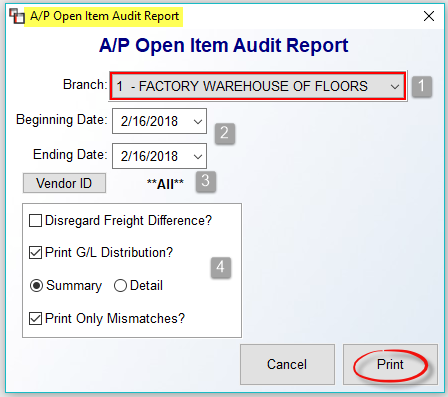 A/P Open Item Audit Report
A/P Open Item Audit Report
Branch: 1 - FACTORY WAREHOUSE OF FLOORS 1
Beginning Date: 2/16/2018
2
Ending Date: 2/16/2018
Vendor ID **All** 3
Disregard Freight Difference?
Print G/L Distribution?
4
Summary Detail
Print Only Mismatches?
Cancel Print